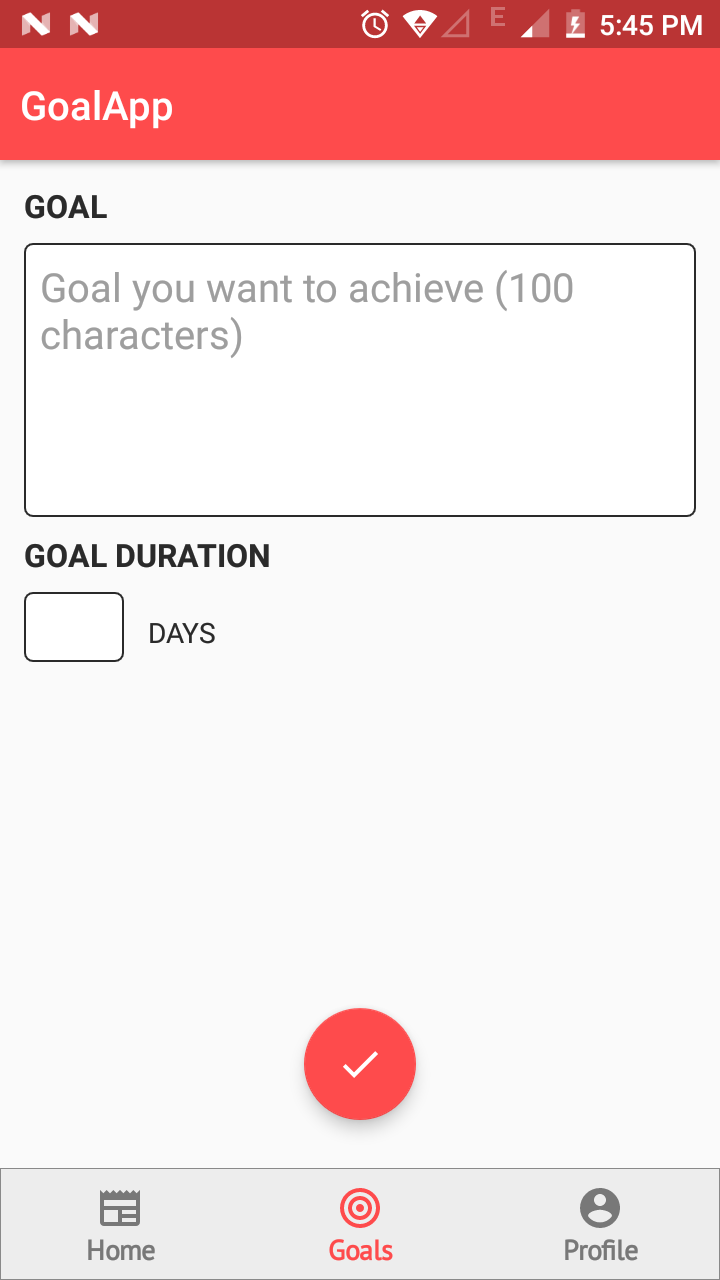 E 5:45 PM
GoalApp
GOAL
Goal you want to achieve (100
characters)
GOAL DURATION
DAYS
Home Goals Profile